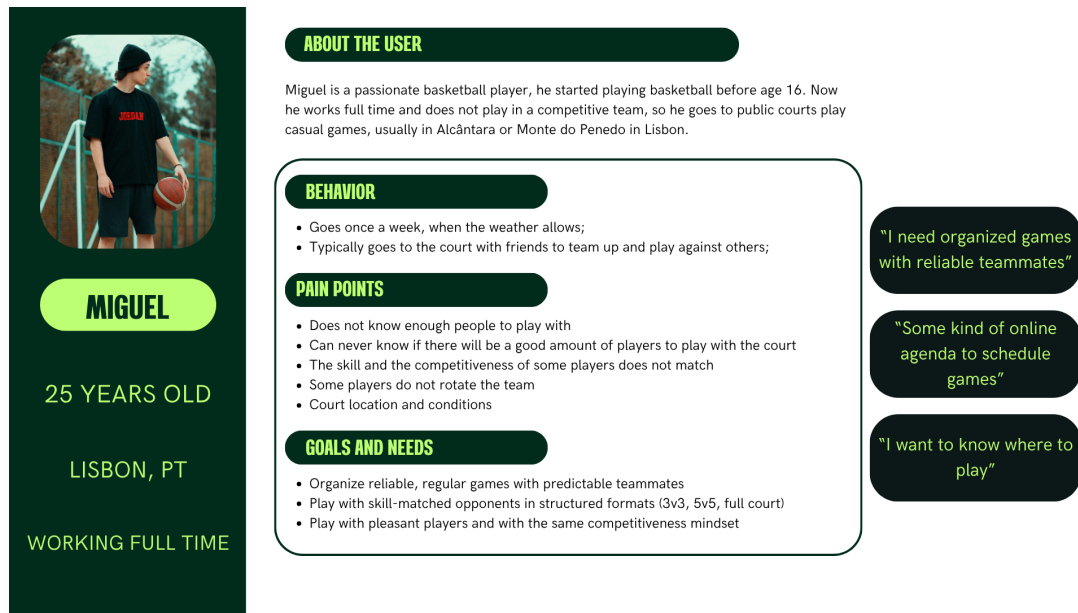 JORDAN
MIGUEL
25 YEARS OLD
LISBON, PT
WORKING FULL TIME
ABOUT THE USER
Miguel is a passionate basketball player, he started playing basketball before age 16. Now
he works full time and does not play in a competitive team, so he goes to public courts play
casual games, usually in Alcântara or Monte do Penedo in Lisbon.
BEHAVIOR
• Goes once a week, when the weather allows;
• Typically goes to the court with friends to team up and play against others;
PAIN POINTS
• Does not know enough people to play with
• Can never know if there will be a good amount of players to play with the court
• The skill and the competitiveness of some players does not match
• Some players do not rotate the team
• Court location and conditions
GOALS AND NEEDS
• Organize reliable, regular games with predictable teammates
• Play with skill-matched opponents in structured formats (3v3, 5v5, full court)
• Play with pleasant players and with the same competitiveness mindset
“I need organized games
with reliable teammates”
“Some kind of online
agenda to schedule
games”
“I want to know where to
play”